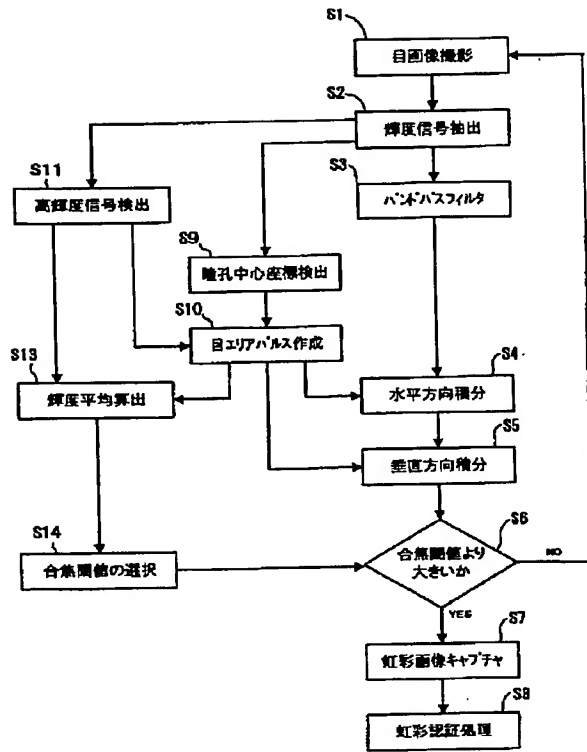 S1
目画像撮影
S2
輝度信号抽出
S11
高輝度信号検出
S3
バンドパスフィルタ
S9
瞳孔中心座標検出
S10
目エリアパルス作成
S13
輝度平均算出
S4
水平方向積分
S5
垂直方向積分
S14
合焦閾値の選択
S6
合焦閾値より
大きいか
NO
YES
S7
虹彩画像キャプチャ
S8
虹彩認証処理